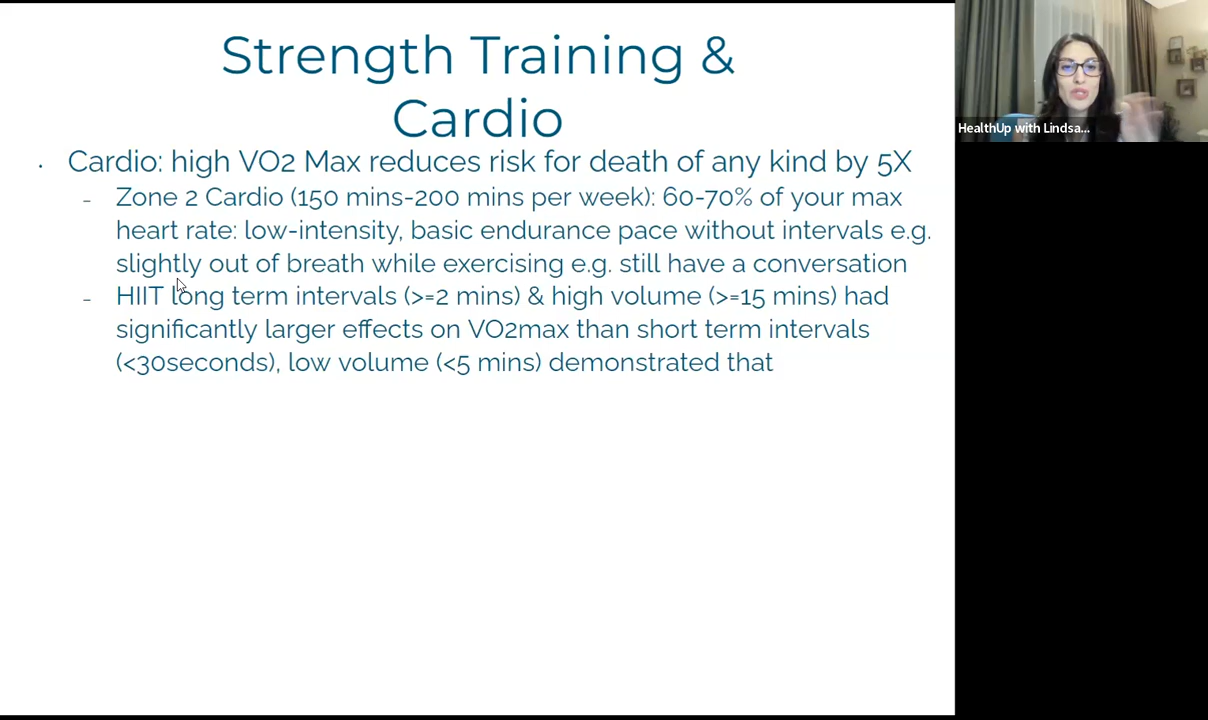 Strength Training &
Cardio
· Cardio: high VO2 Max reduces risk for death of any kind by 5X
– Zone 2 Cardio (150 mins-200 mins per week): 60-70% of your max
heart rate: low-intensity, basic endurance pace without intervals e.g.
slightly out of breath while exercising e.g. still have a conversation
– HIIT long term intervals (>=2 mins) & high volume (>=15 mins) had
significantly larger effects on VO2max than short term intervals
(<30seconds), low volume (<5 mins) demonstrated that
HealthUp with Lindsa...